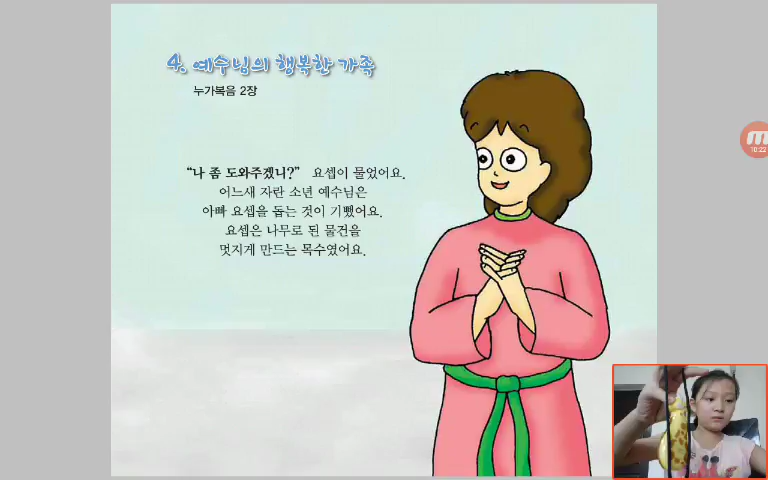 4. 예수님의 행복한 가족
누가복음 2장
“나 좀 도와주겠니?” 요셉이 물었어요.
어느새 자란 소년 예수님은
아빠 요셉을 돕는 것이 기뻤어요.
요셉은 나무로 된 물건을
멋지게 만드는 목수였어요.
10:22